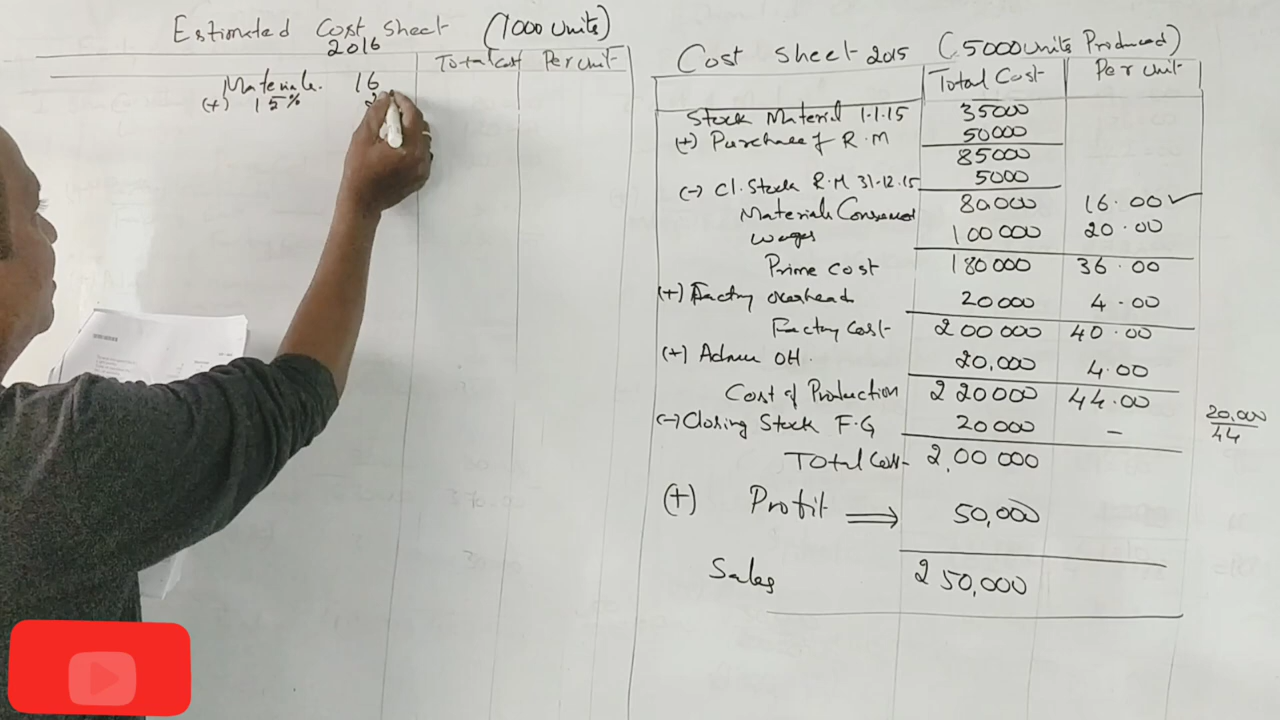 Estimated Cost Sheet (1000 units)
2016
Total Cost Per unit
Materials. 16
(+) 15% 2
Cost Sheet 2015 (5000 units Produced)
Total Cost Per unit
Stock Material 1.1.15 35000
(+) Purchase of R.M 50000
85000
(-) Cl. Stock R.M 31.12.15 5000
Materials Consumed 80000 16.00 ✓
wages 100000 20.00
Prime cost 180000 36.00
(+) Factory overhead 20000 4.00
Factory Cost 200000 40.00
(+) Admn OH. 20,000 4.00
Cost of Production 220000 44.00
(-) Closing Stock F.G 20000 -
20,000
44
Total Cost 2,00 000
(+) Profit ⟹ 50,000
Sales 250,000